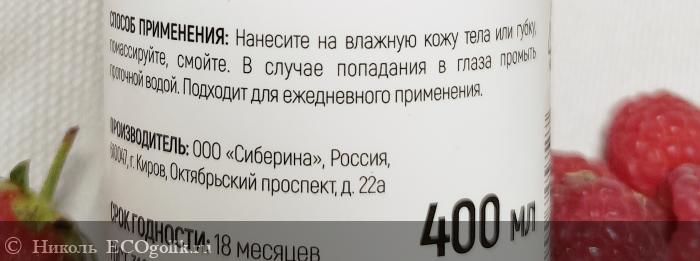 СПОСОБ ПРИМЕНЕНИЯ: Нанесите на влажную кожу тела или губку,
помассируйте, смойте. В случае попадания в глаза промыть
проточной водой. Подходит для ежедневного применения.
ПРОИЗВОДИТЕЛЬ: ООО «Сиберина», Россия,
г. Киров, Октябрьский проспект, д. 22а
СРОК ГОДНОСТИ: 18 месяцев
400 мл
© Николь ECOgolik.ru